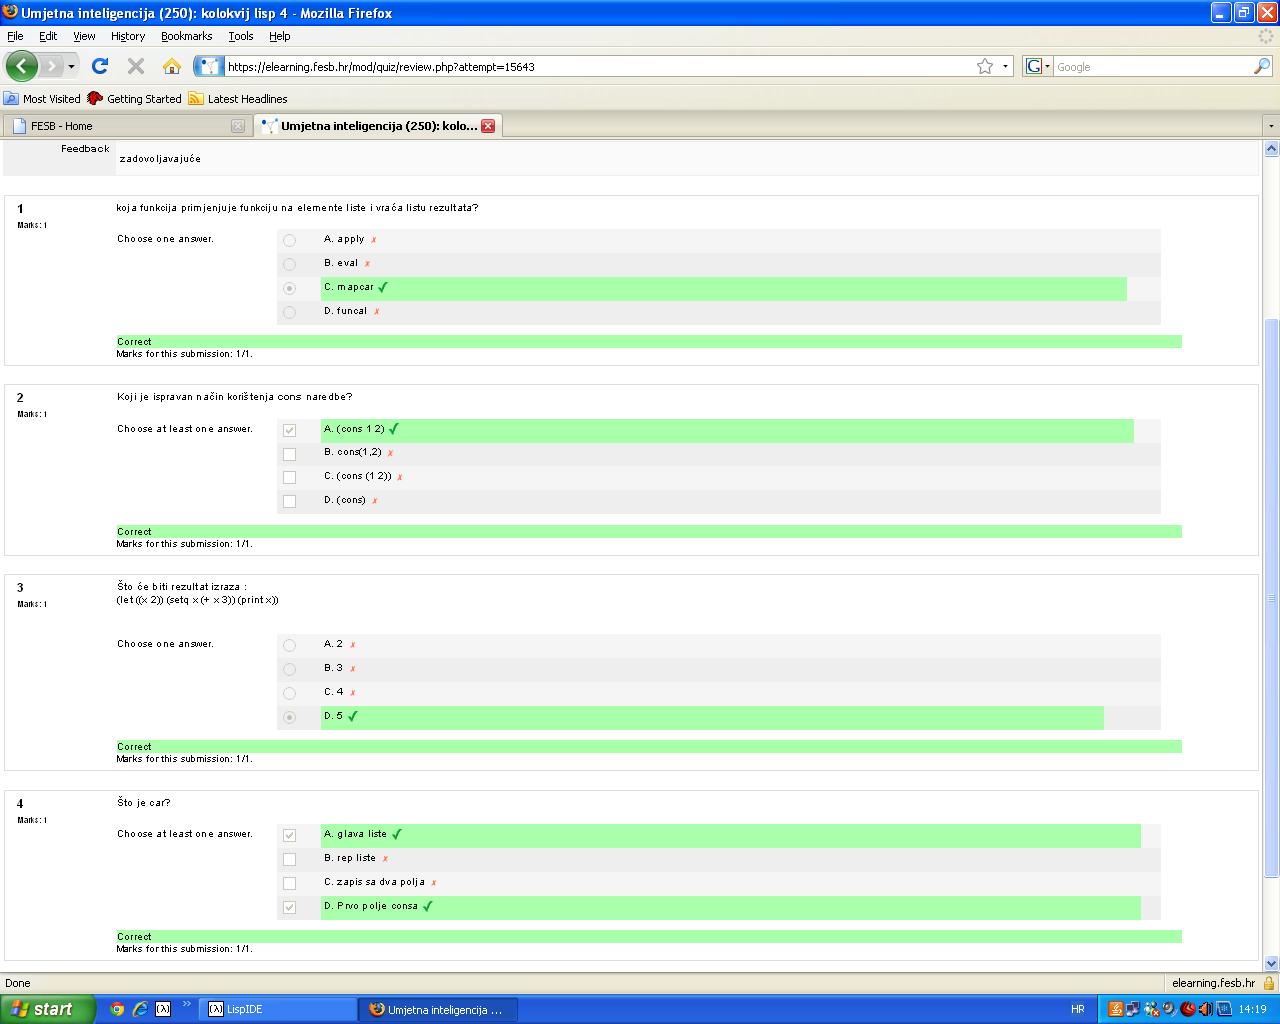 Umjetna inteligencija (250): kolokvij lisp 4 - Mozilla Firefox
File Edit View History Bookmarks Tools Help
https://elearning.fesb.hr/mod/quiz/review.php?attempt=15643
G Google
Most Visited Getting Started Latest Headlines
FESB - Home
Umjetna inteligencija (250): kolo...
Feedback
zadovoljavajuće
1
Marks: 1
koja funkcija primjenjuje funkciju na elemente liste i vraća listu rezultata?
Choose one answer.
A. apply
B. eval
C. mapcar
D. funcal
Correct
Marks for this submission: 1/1.
2
Marks: 1
Koji je ispravan način korištenja cons naredbe?
Choose at least one answer.
A. (cons 1 2)
B. cons(1,2)
C. (cons (1 2))
D. (cons)
Correct
Marks for this submission: 1/1.
3
Marks: 1
Što će biti rezultat izraza :
(let ((x 2)) (setq x (+ x 3)) (print x))
Choose one answer.
A. 2
B. 3
C. 4
D. 5
Correct
Marks for this submission: 1/1.
4
Marks: 1
Što je car?
Choose at least one answer.
A. glava liste
B. rep liste
C. zapis sa dva polja
D. Prvo polje consa
Correct
Marks for this submission: 1/1.
Done
elearning.fesb.hr
start
(λ)
»
(λ) LispIDE
Umjetna inteligencija ...
HR
14:19